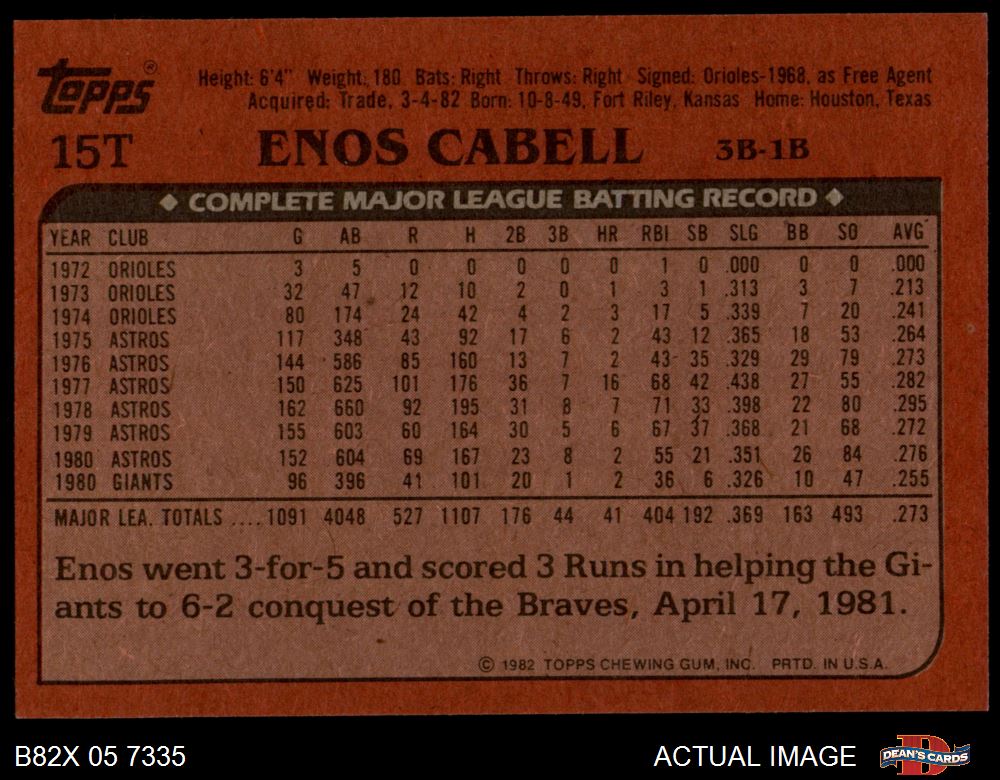 topps® Height: 6'4" Weight: 180 Bats: Right Throws: Right Signed: Orioles-1968, as Free Agent
Acquired: Trade, 3-4-82 Born: 10-8-49, Fort Riley, Kansas Home: Houston, Texas
15T ENOS CABELL 3B-1B
◆ COMPLETE MAJOR LEAGUE BATTING RECORD ◆
YEAR CLUB G AB R H 2B 3B HR RBI SB SLG BB SO AVG
1972 ORIOLES 3 5 0 0 0 0 0 1 0 .000 0 0 .000
1973 ORIOLES 32 47 12 10 2 0 1 3 1 .313 3 7 .213
1974 ORIOLES 80 174 24 42 4 2 3 17 5 .339 7 20 .241
1975 ASTROS 117 348 43 92 17 6 2 43 12 .365 18 53 .264
1976 ASTROS 144 586 85 160 13 7 2 43 35 .329 29 79 .273
1977 ASTROS 150 625 101 176 36 7 16 68 42 .438 27 55 .282
1978 ASTROS 162 660 92 195 31 8 7 71 33 .398 22 80 .295
1979 ASTROS 155 603 60 164 30 5 6 67 37 .368 21 68 .272
1980 ASTROS 152 604 69 167 23 8 2 55 21 .351 26 84 .276
1980 GIANTS 96 396 41 101 20 1 2 36 6 .326 10 47 .255
MAJOR LEA. TOTALS ....1091 4048 527 1107 176 44 41 404 192 .369 163 493 .273
Enos went 3-for-5 and scored 3 Runs in helping the Gi-
ants to 6-2 conquest of the Braves, April 17, 1981.
© 1982 TOPPS CHEWING GUM, INC. PRTD. IN U.S.A.
B82X 05 7335 ACTUAL IMAGE DEAN'S CARDS